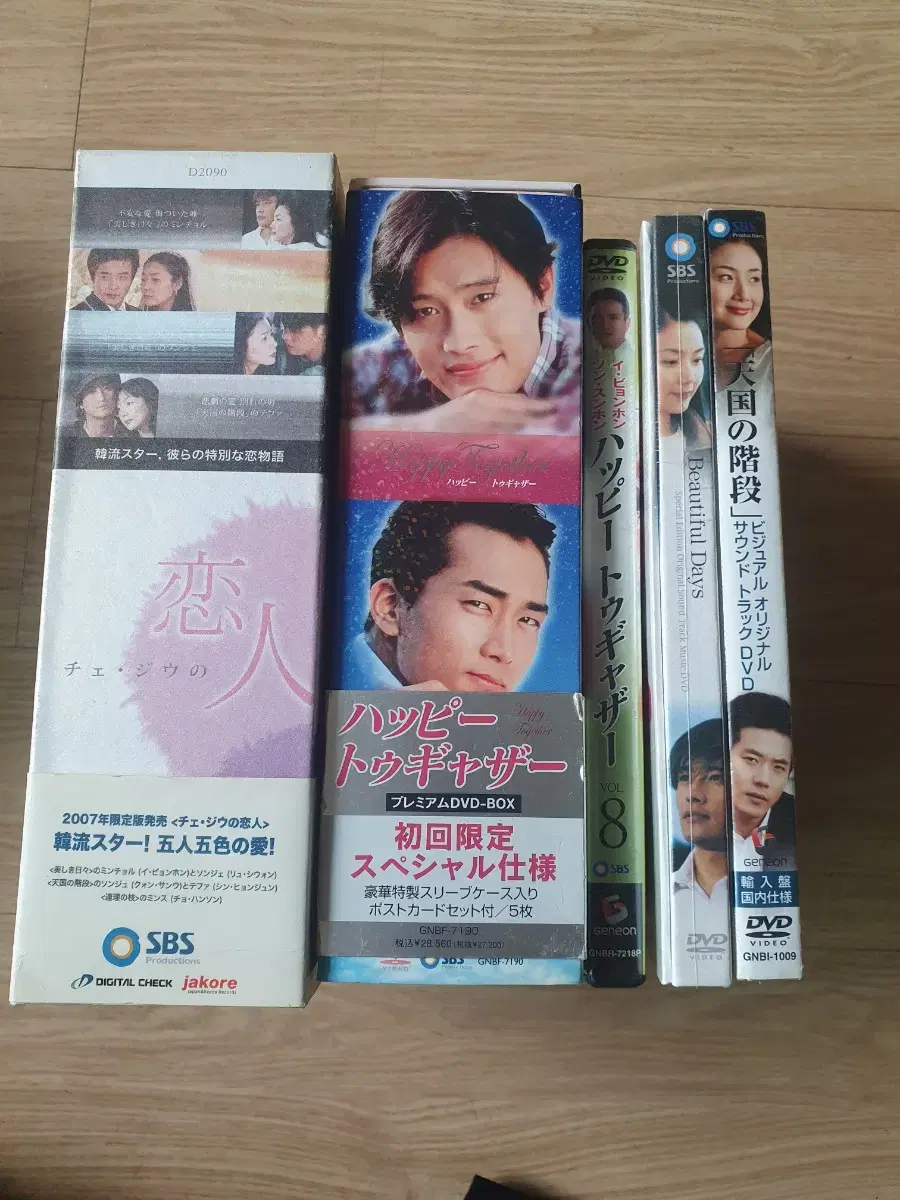 D2090
不安な愛 傷ついた魂
「美しき日々」のミンチョル
悲劇の愛 別れの男
「天国の階段」のテファ
韓流スター、彼らの特別な恋物語
恋人
チェ・ジウの
2007年限定版発売 <チェ・ジウの恋人>
韓流スター! 五人五色の愛!
<美しき日々>のミンチョル (イ・ビョンホン)とソンジェ (リュ・シウォン)
<天国の階段>のソンジュ (クォン・サンウ)とテファ (シン・ヒョンジュン)
<連理の枝>のミンス (チョ・ハンソン)
SBS
Productions
DIGITAL CHECK
jakore
Japan&Korea Records
Happy Together
ハッピー トゥギャザー
ハッピー
トゥギャザー
Happy
Together
プレミアムDVD-BOX
初回限定
スペシャル仕様
豪華特製スリーブケース入り
ポストカードセット付/5枚
GNBF-7190
税込¥28,560(税抜¥27,200)
SBS
GNBF-7190
DVD
VIDEO
イ・ビョンホン
ソン・スンホン
ハッピー トゥギャザー
VOL.
8
SBS
Geneon
GNBR-7218P
SBS
Productions
Beautiful Days
Special Edition Original Sound Track Music DVD
DVD
VIDEO
SBS
Productions
「天国の階段」
ビジュアル オリジナル
サウンド トラック DVD
Geneon
輸入盤
国内仕様
DVD
VIDEO
GNBI-1009